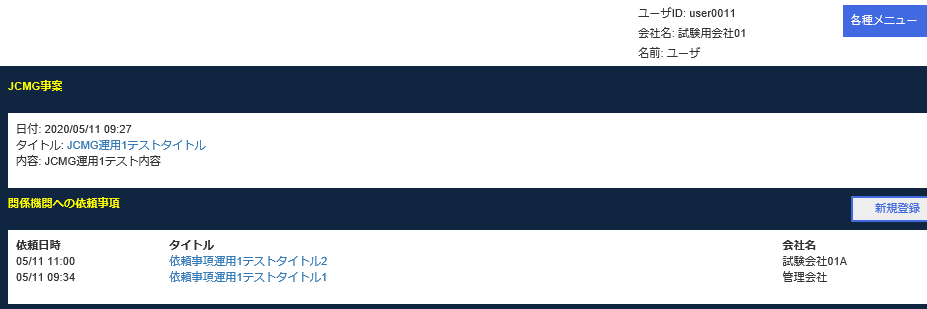 ユーザID: user0011
会社名: 試験用会社01
名前: ユーザ
各種メニュー
JCMG事案
日付: 2020/05/11 09:27
タイトル: JCMG運用1テストタイトル
内容: JCMG運用1テスト内容
関係機関への依頼事項
新規登録
依頼日時 タイトル 会社名
05/11 11:00 依頼事項運用1テストタイトル2 試験会社01A
05/11 09:34 依頼事項運用1テストタイトル1 管理会社